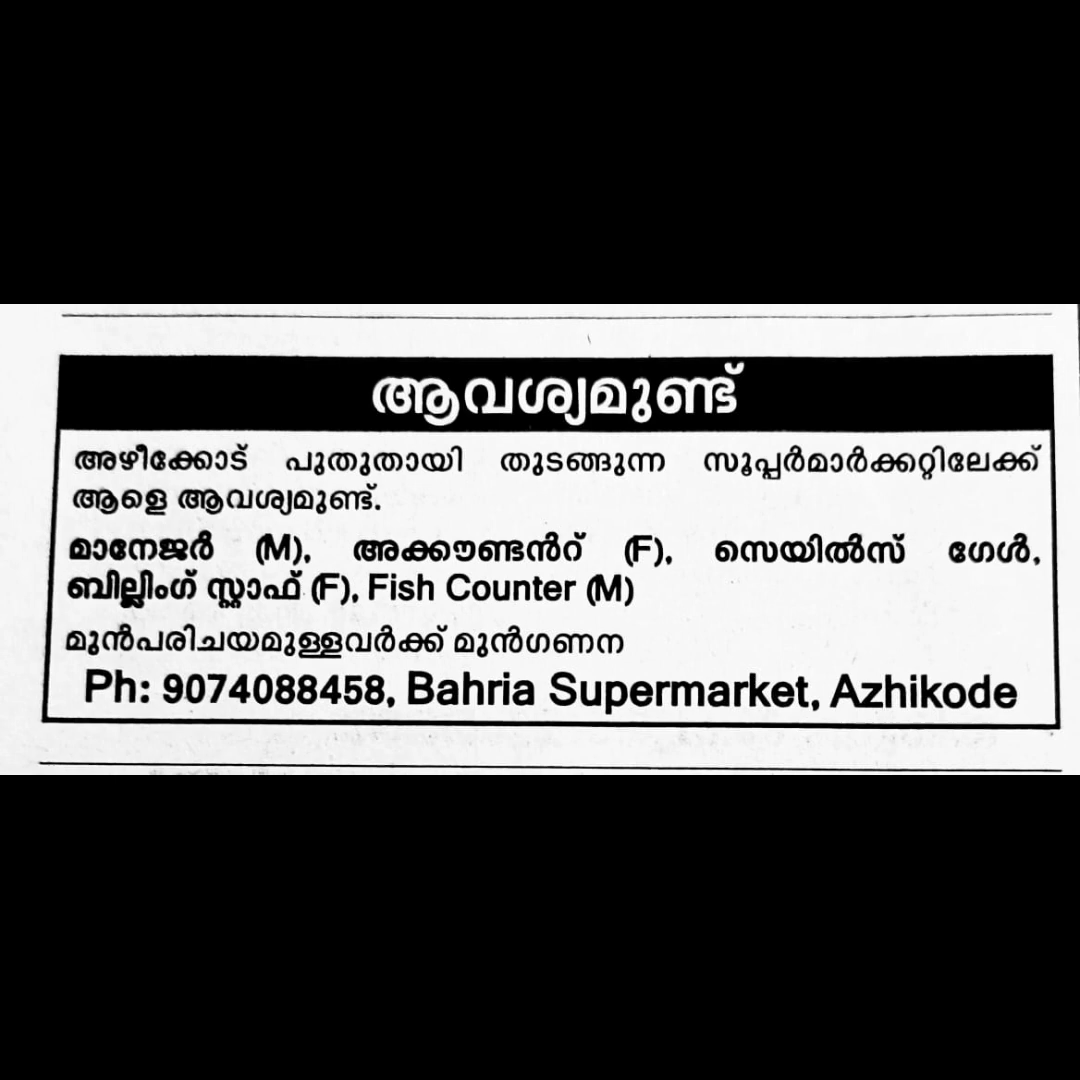 ആവശ്യമുണ്ട്
അഴീക്കോട് പുതുതായി തുടങ്ങുന്ന സൂപ്പർമാർക്കറ്റിലേക്ക്
ആളെ ആവശ്യമുണ്ട്.
മാനേജർ (M), അക്കൗണ്ടൻറ് (F), സെയിൽസ് ഗേൾ,
ബില്ലിംഗ് സ്റ്റാഫ് (F), Fish Counter (M)
മുൻപരിചയമുള്ളവർക്ക് മുൻഗണന
Ph: 9074088458, Bahria Supermarket, Azhikode